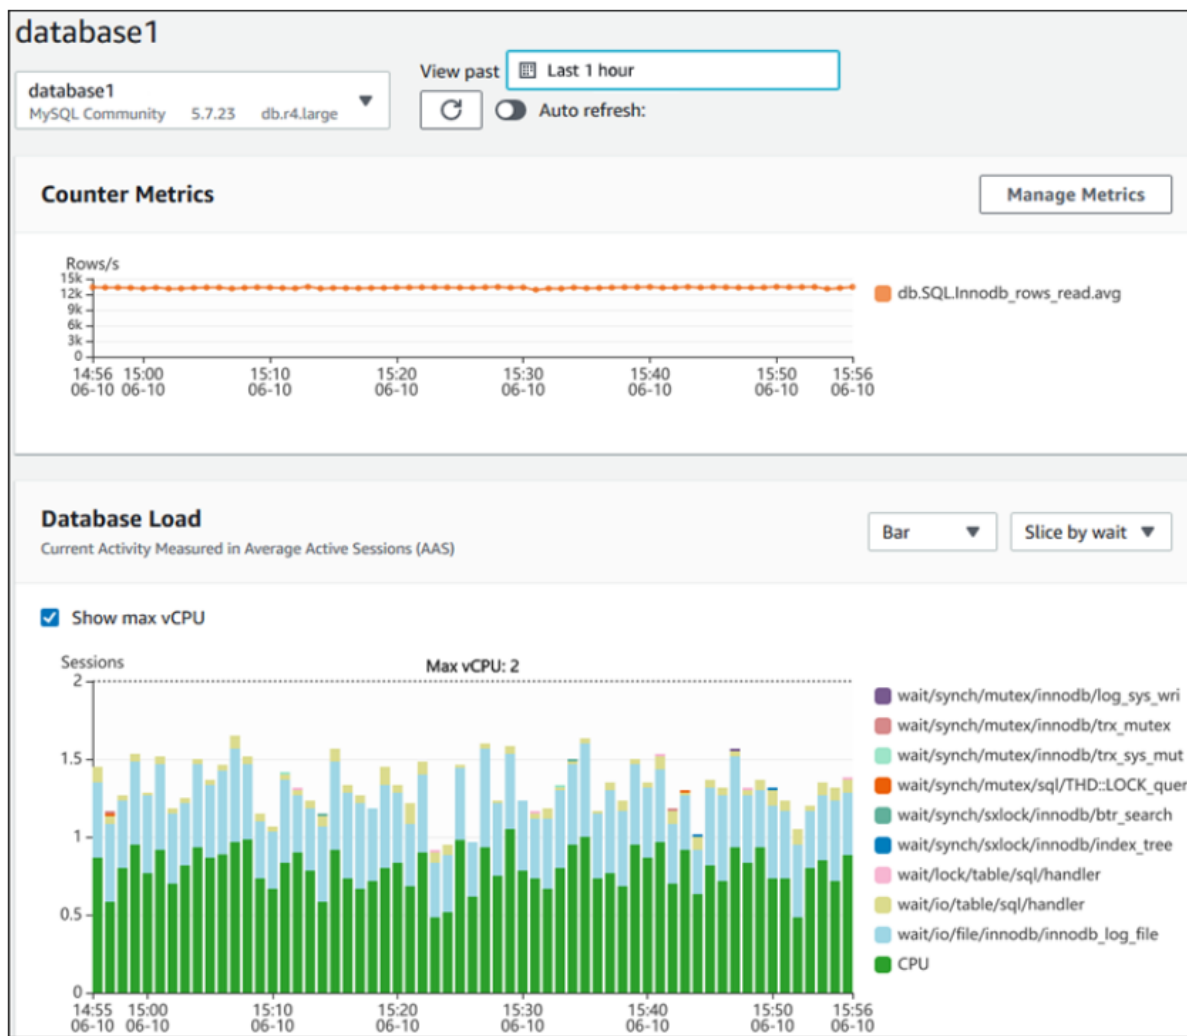 database1
database1
MySQL Community 5.7.23 db.r4.large
View past Last 1 hour
Auto refresh:
Counter Metrics
Manage Metrics
Rows/s
15k
12k
9k
6k
3k
0
14:56 15:00 15:10 15:20 15:30 15:40 15:50 15:56
06-10 06-10 06-10 06-10 06-10 06-10 06-10 06-10
db.SQL.Innodb_rows_read.avg
Database Load
Current Activity Measured in Average Active Sessions (AAS)
Bar
Slice by wait
Show max vCPU
Sessions
Max vCPU: 2
2
1.5
1
0.5
0
14:55 15:00 15:10 15:20 15:30 15:40 15:50 15:56
06-10 06-10 06-10 06-10 06-10 06-10 06-10 06-10
wait/synch/mutex/innodb/log_sys_wri
wait/synch/mutex/innodb/trx_mutex
wait/synch/mutex/innodb/trx_sys_mut
wait/synch/mutex/sql/THD::LOCK_quer
wait/synch/sxlock/innodb/btr_search
wait/synch/sxlock/innodb/index_tree
wait/lock/table/sql/handler
wait/io/table/sql/handler
wait/io/file/innodb/innodb_log_file
CPU